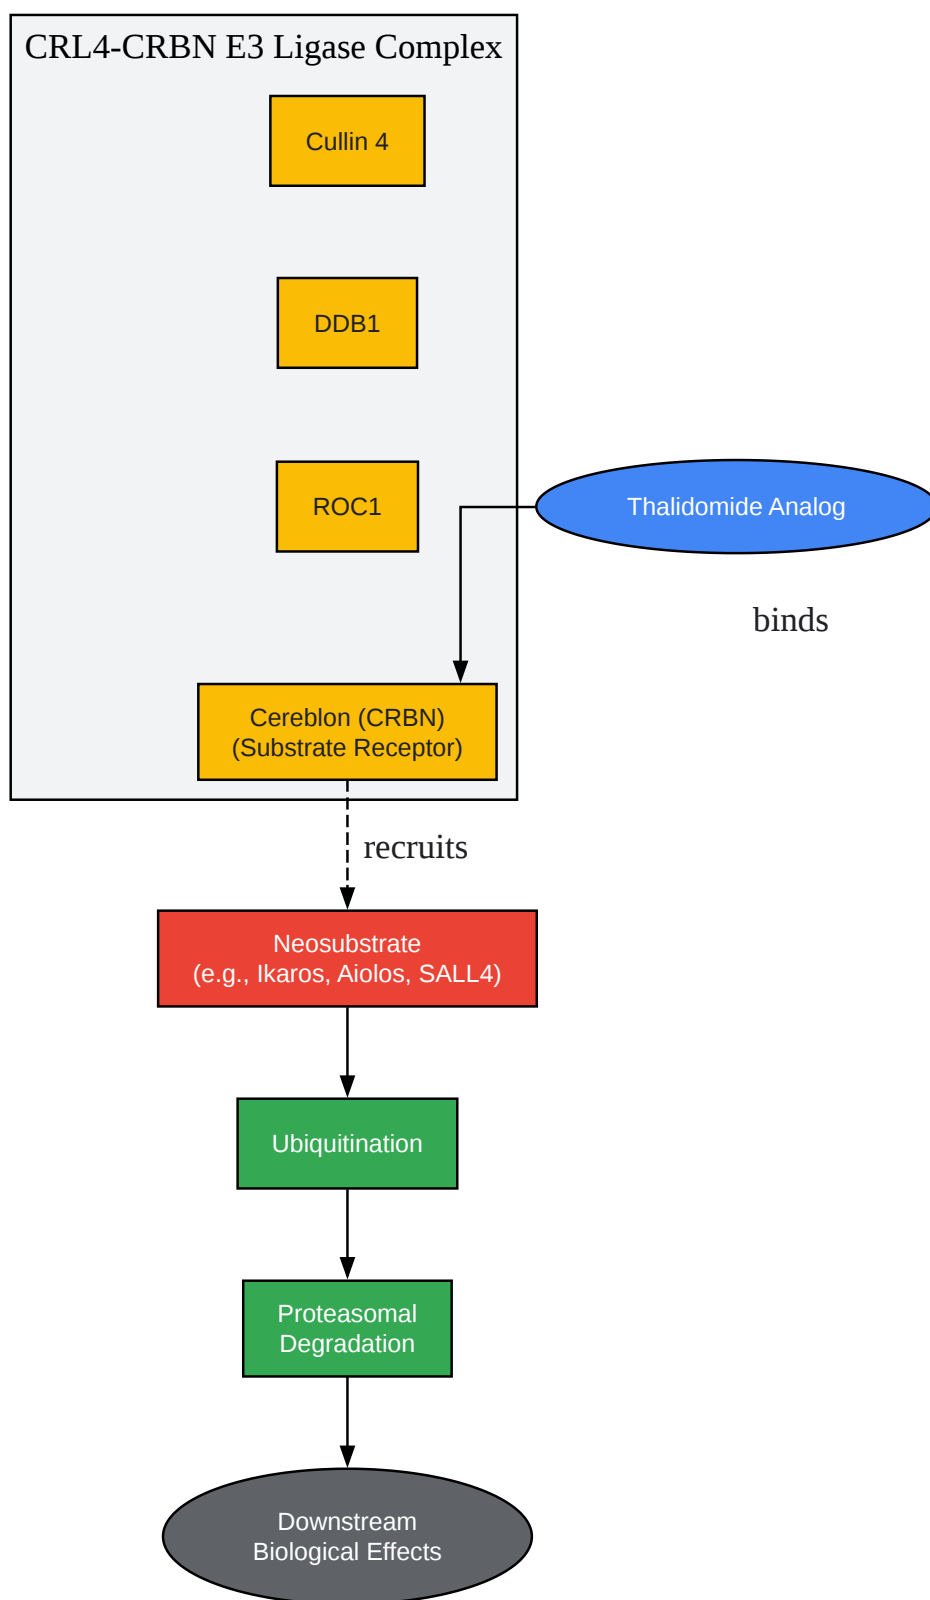 CRL4-CRBN E3 Ligase Complex
Cullin 4
DDB1
ROC1
Thalidomide Analog
binds
Cereblon (CRBN)
(Substrate Receptor)
recruits
Neosubstrate
(e.g., Ikaros, Aiolos, SALL4)
Ubiquitination
Proteasomal
Degradation
Downstream
Biological Effects